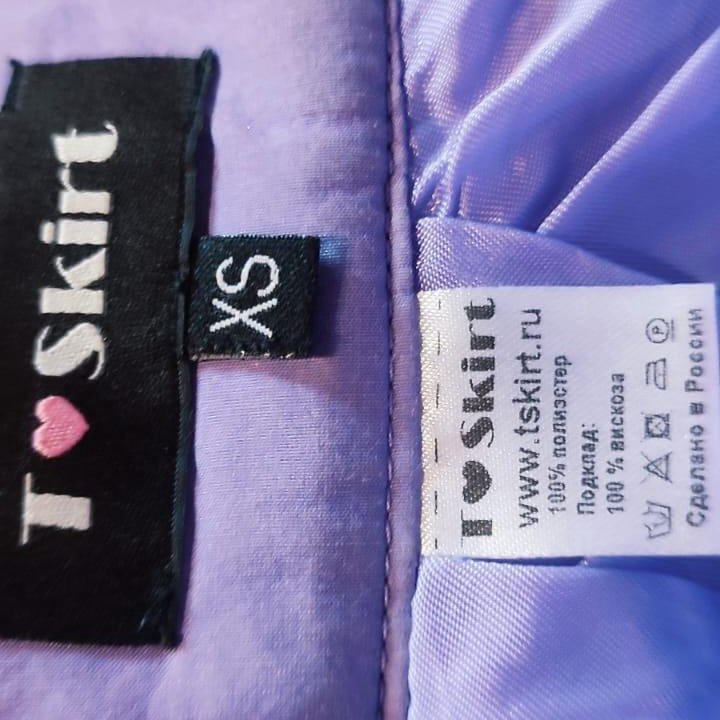 T Skirt
XS
T Skirt
www.tskirt.ru
100% полиэстер
Подклад:
100 % вискоза
Сделано в России